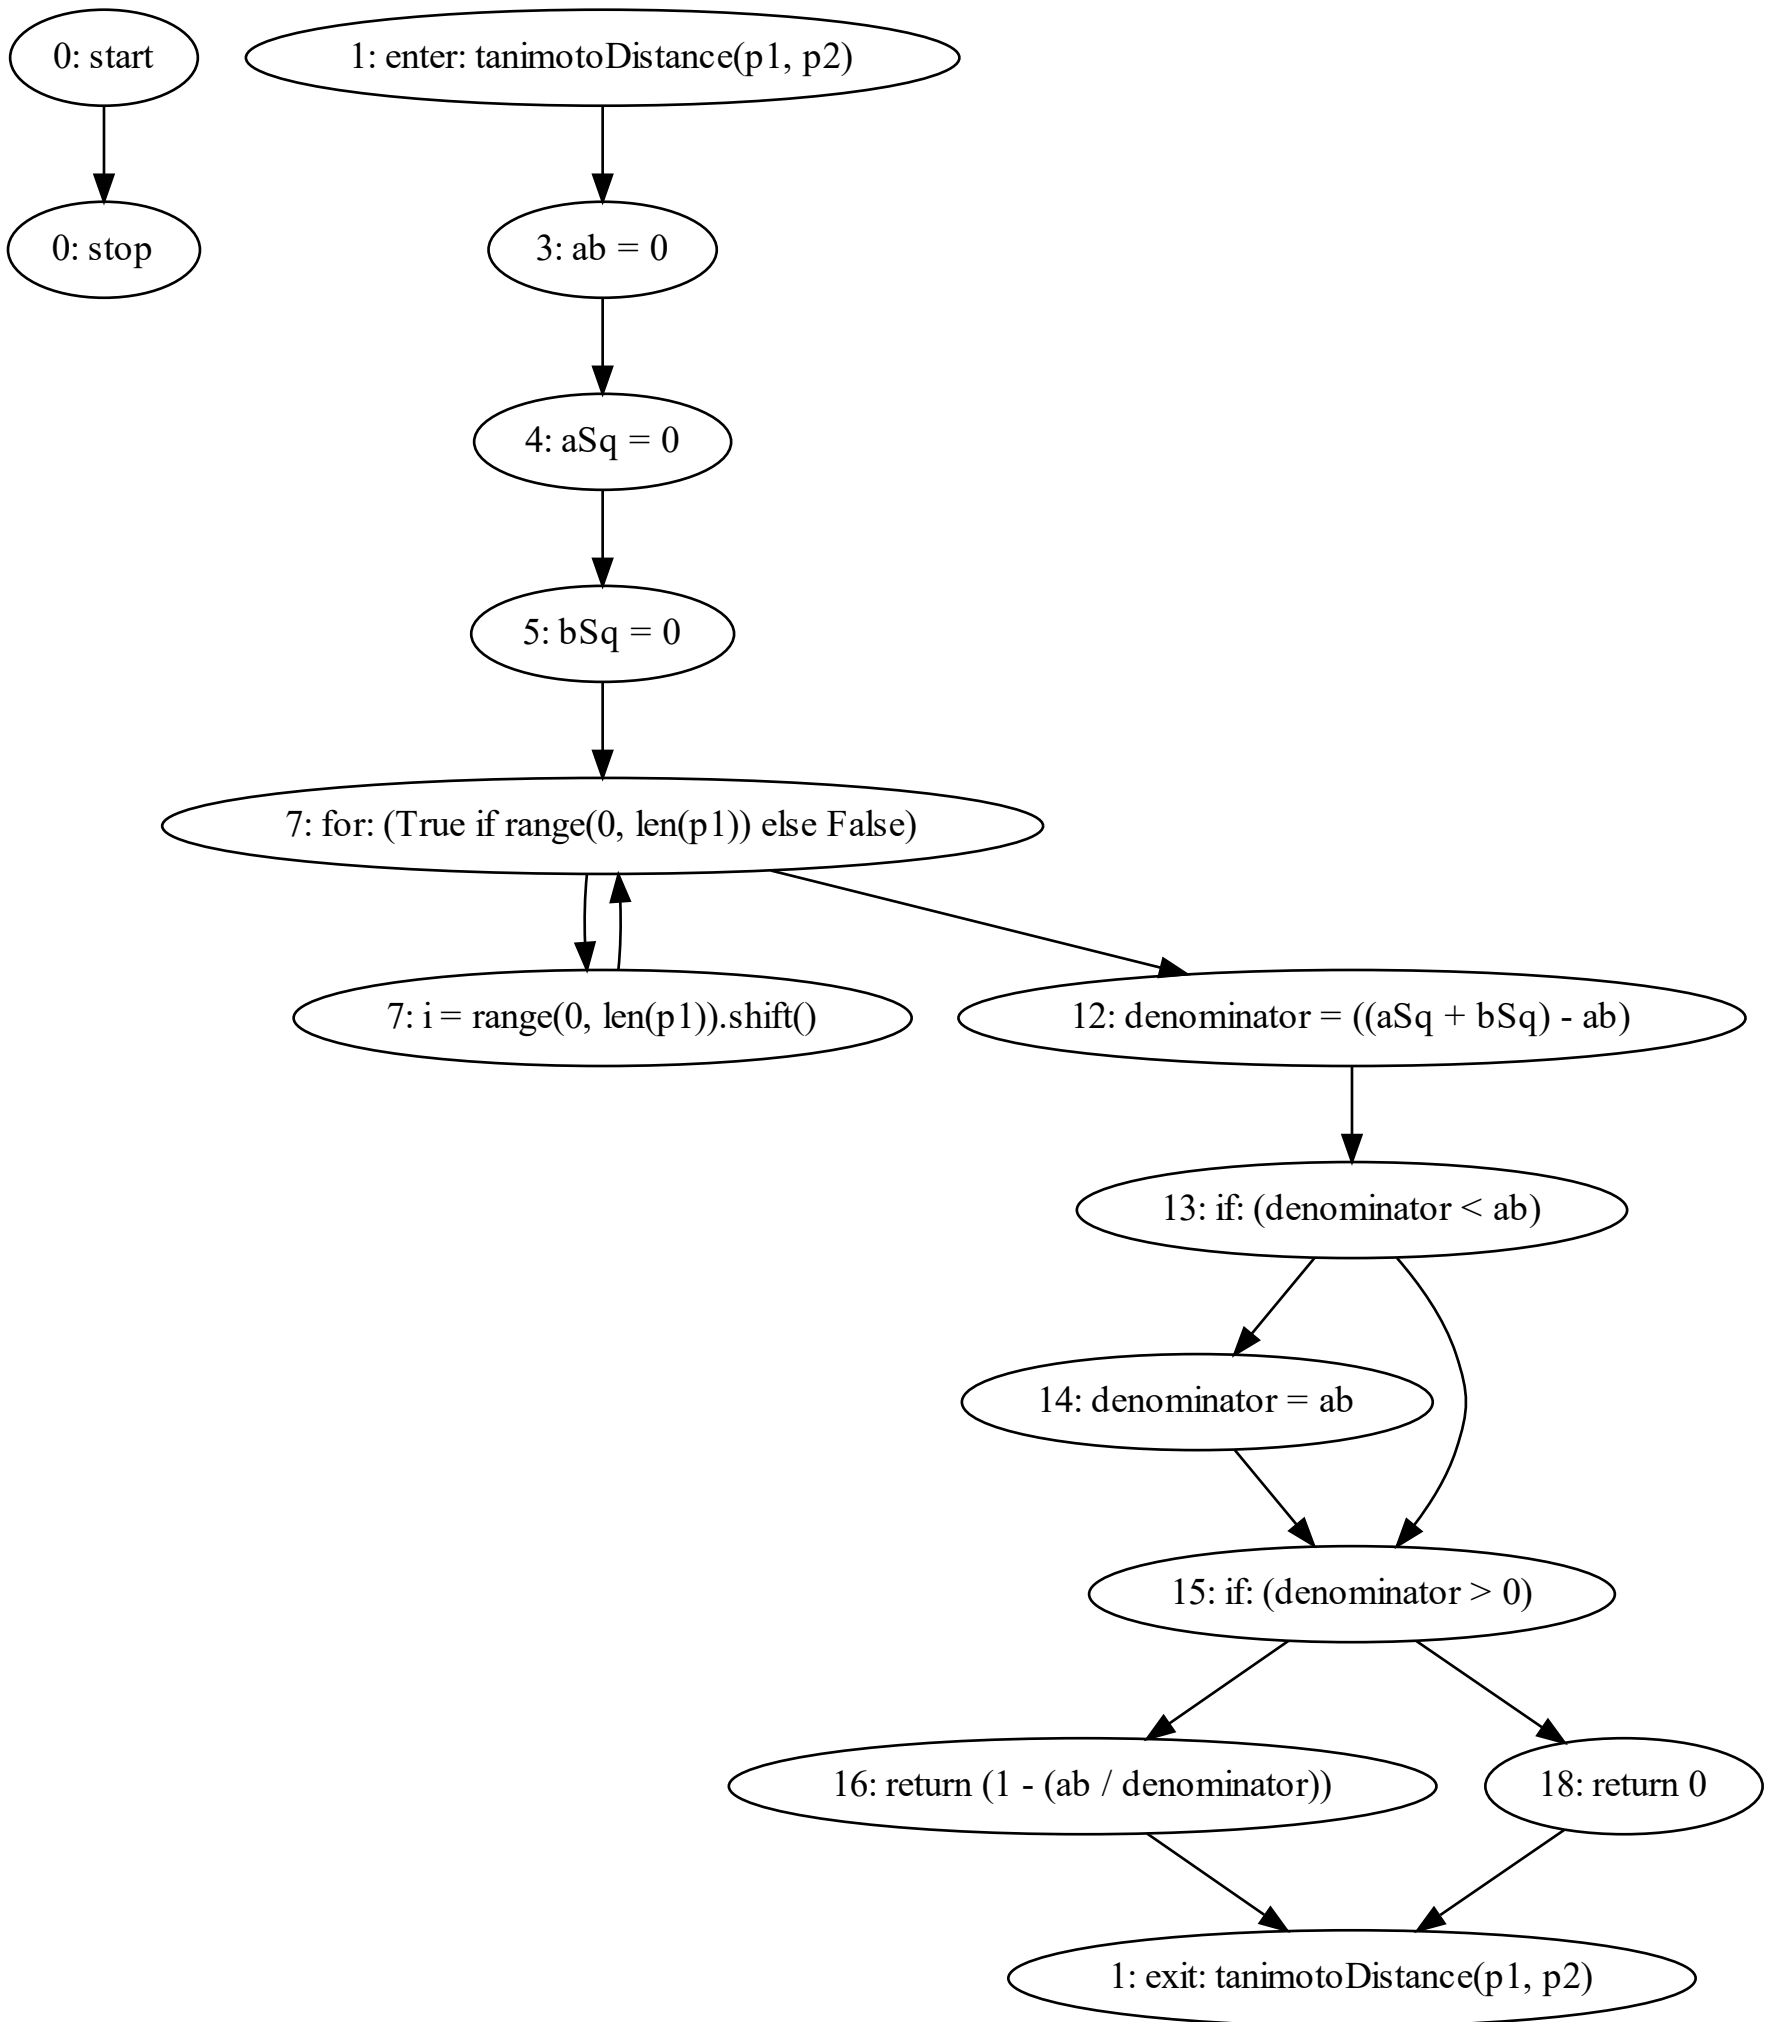 0: start
1: enter: tanimotoDistance(p1, p2)
0: stop
3: ab = 0
4: aSq = 0
5: bSq = 0
7: for: (True if range(0, len(p1)) else False)
7: i = range(0, len(p1)).shift()
12: denominator = ((aSq + bSq) - ab)
13: if: (denominator < ab)
14: denominator = ab
15: if: (denominator > 0)
16: return (1 - (ab / denominator))
18: return 0
1: exit: tanimotoDistance(p1, p2)